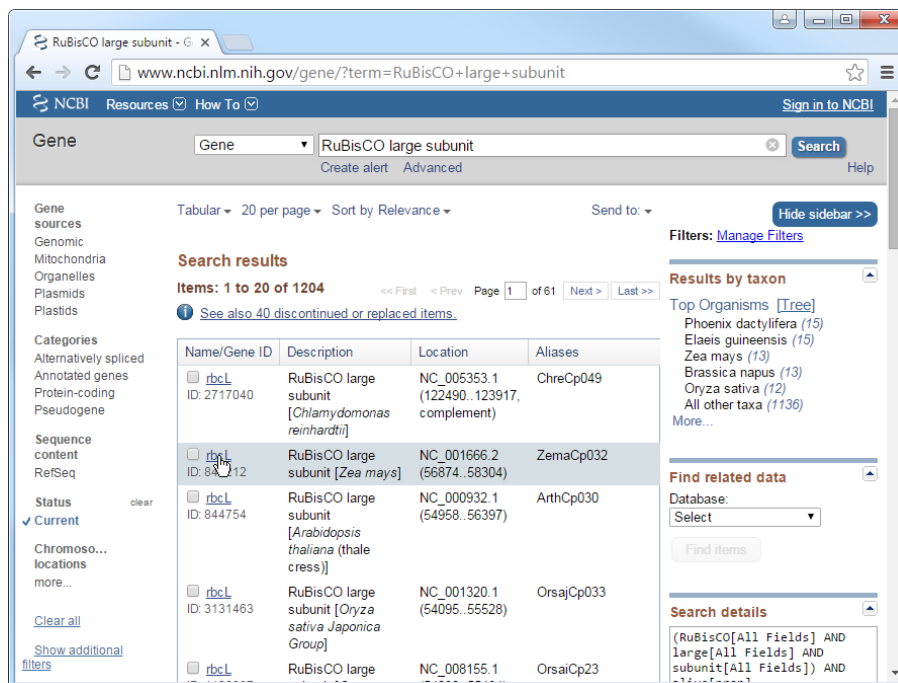 RuBisCO large subunit - G
www.ncbi.nlm.nih.gov/gene/?term=RuBisCO+large+subunit
NCBI Resources How To Sign in to NCBI
Gene
Gene RuBisCO large subunit Search
Create alert Advanced Help
Gene
sources
Genomic
Mitochondria
Organelles
Plasmids
Plastids
Categories
Alternatively spliced
Annotated genes
Protein-coding
Pseudogene
Sequence
content
RefSeq
Status clear
Current
Chromoso...
locations
more...
Clear all
Show additional
filters
Tabular 20 per page Sort by Relevance Send to:
Search results
Items: 1 to 20 of 1204 << First < Prev Page 1 of 61 Next > Last >>
See also 40 discontinued or replaced items.
Name/Gene ID Description Location Aliases
rbcL RuBisCO large NC_005353.1 ChreCp049
ID: 2717040 subunit (122490..123917,
[Chlamydomonas complement)
reinhardtii]
rbcL RuBisCO large NC_001666.2 ZemaCp032
ID: subunit [Zea mays] (56874..58304)
rbcL RuBisCO large NC_000932.1 ArthCp030
ID: 844754 subunit (54958..56397)
[Arabidopsis
thaliana (thale
cress)]
rbcL RuBisCO large NC_001320.1 OrsajCp033
ID: 3131463 subunit [Oryza (54095..55528)
sativa Japonica
Group]
rbcL RuBisCO large NC_008155.1 OrsaiCp23
Hide sidebar >>
Filters: Manage Filters
Results by taxon
Top Organisms [Tree]
Phoenix dactylifera (15)
Elaeis guineensis (15)
Zea mays (13)
Brassica napus (13)
Oryza sativa (12)
All other taxa (1136)
More...
Find related data
Database:
Select
Find items
Search details
(RuBisCO[All Fields] AND
large[All Fields] AND
subunit[All Fields]) AND